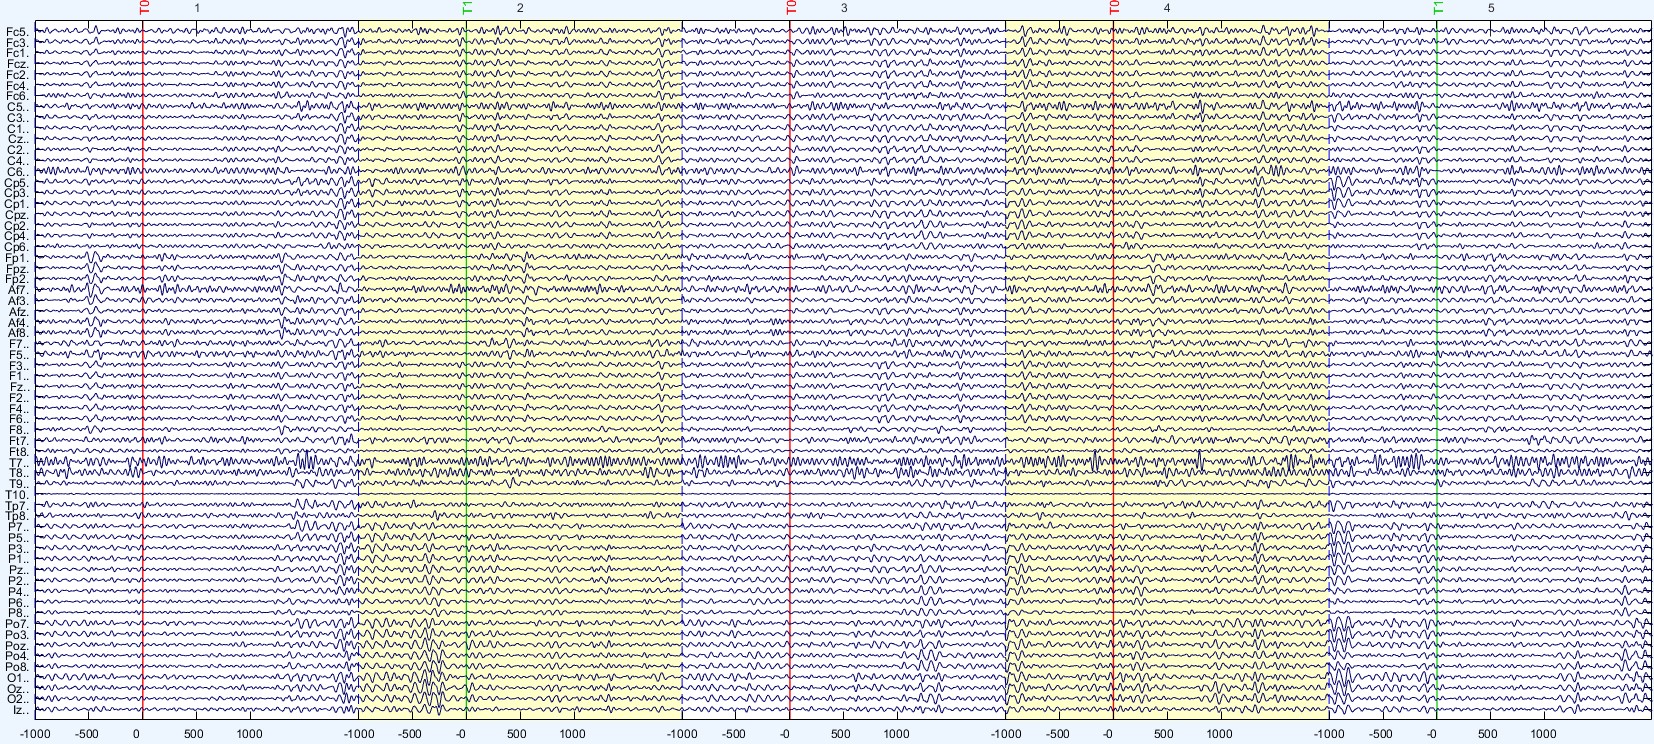 T0 1 T1 2 T0 3 T0 4 T1 5
Fc5.
Fc3.
Fc1.
Fcz.
Fc2.
Fc4.
Fc6.
C5..
C3..
C1..
Cz..
C2..
C4..
C6..
Cp5.
Cp3.
Cp1.
Cpz.
Cp2.
Cp4.
Cp6.
Fp1.
Fpz.
Fp2.
Af7.
Af3.
Afz.
Af4.
Af8.
F7..
F5..
F3..
F1..
Fz..
F2..
F4..
F6..
F8..
Ft7.
Ft8.
T7..
T8..
T9..
T10.
Tp7.
Tp8.
P7..
P5..
P3..
P1..
Pz..
P2..
P4..
P6..
P8..
Po7.
Po3.
Poz.
Po4.
Po8.
O1..
Oz..
O2..
Iz..
-1000 -500 0 500 1000 -1000 -500 -0 500 1000 -1000 -500 -0 500 1000 -1000 -500 -0 500 1000 -1000 -500 -0 500 1000